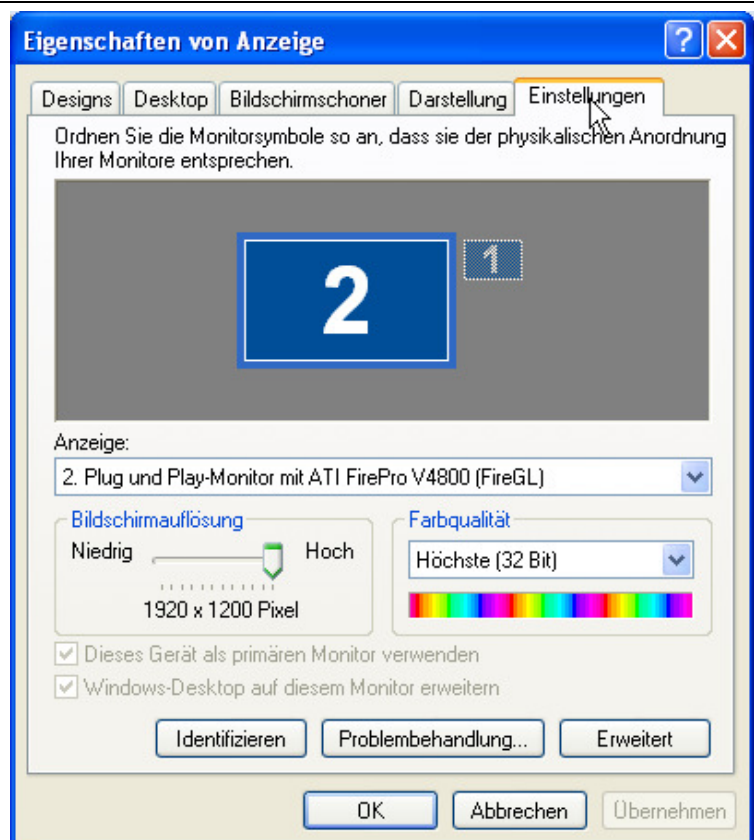 Eigenschaften von Anzeige
Designs Desktop Bildschirmschoner Darstellung Einstellungen
Ordnen Sie die Monitorsymbole so an, dass sie der physikalischen Anordnung
Ihrer Monitore entsprechen.
2 1
Anzeige:
2. Plug und Play-Monitor mit ATI FirePro V4800 (FireGL)
Bildschirmauflösung
Niedrig Hoch
1920 x 1200 Pixel
Farbqualität
Höchste (32 Bit)
Dieses Gerät als primären Monitor verwenden
Windows-Desktop auf diesem Monitor erweitern
Identifizieren Problembehandlung... Erweitert
OK Abbrechen Übernehmen